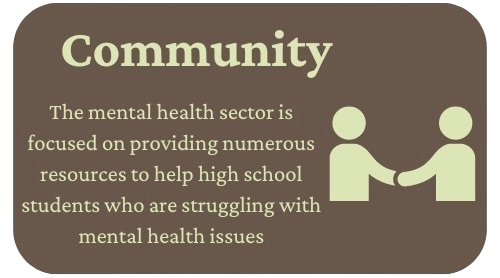 Community
The mental health sector is
focused on providing numerous
resources to help high school
students who are struggling with
mental health issues